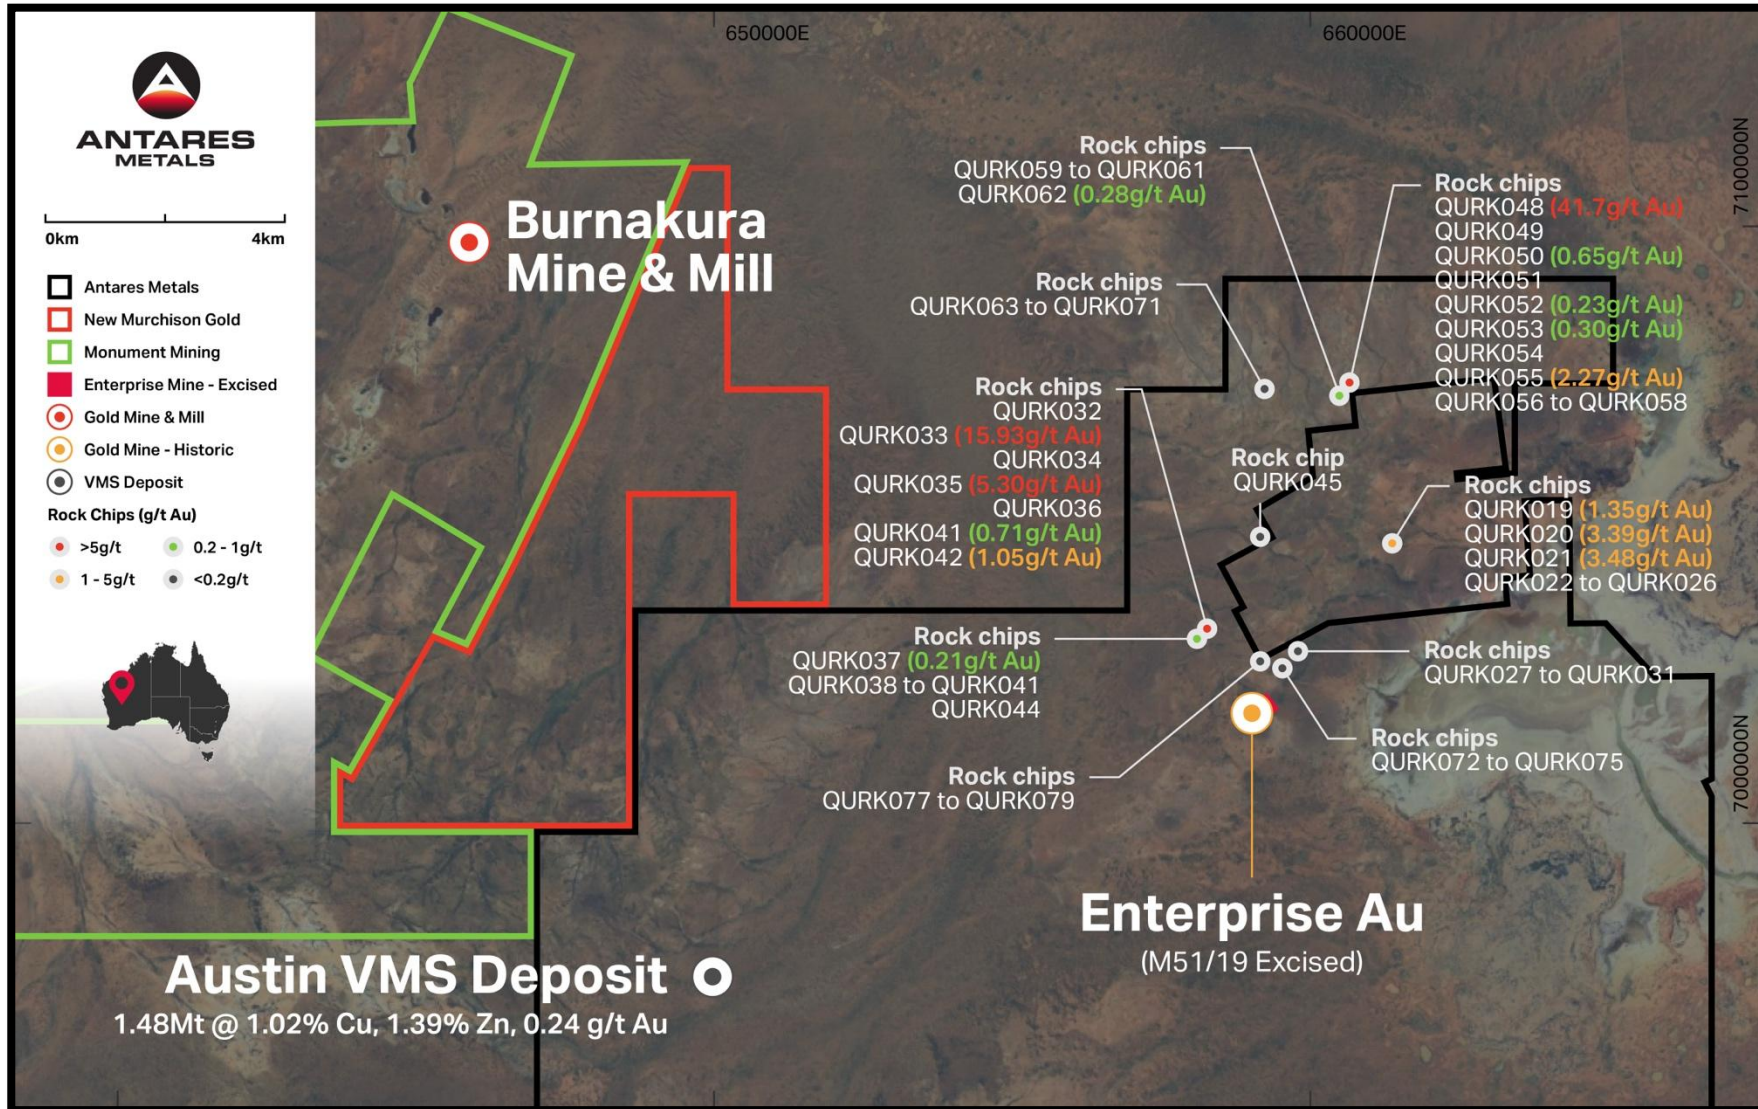 ANTARES
METALS
0km
4km
Antares Metals
New Murchison Gold
Monument Mining
Enterprise Mine - Excised
Gold Mine & Mill
Gold Mine - Historic
VMS Deposit
Rock Chips (g/t Au)
>5g/t
0.2 - 1g/t
1 - 5g/t
<0.2g/t
650000E
660000E
7100000N
7000000N
Burnakura
Mine & Mill
Rock chips
QURK059 to QURK061
QURK062 (0.28g/t Au)
Rock chips
QURK048 (41.7g/t Au)
QURK049
QURK050 (0.65g/t Au)
QURK051
QURK052 (0.23g/t Au)
QURK053 (0.30g/t Au)
QURK054
QURK055 (2.27g/t Au)
QURK056 to QURK058
Rock chips
QURK063 to QURK071
Rock chips
QURK032
QURK033 (15.93g/t Au)
QURK034
QURK035 (5.30g/t Au)
QURK036
QURK041 (0.71g/t Au)
QURK042 (1.05g/t Au)
Rock chip
QURK045
Rock chips
QURK019 (1.35g/t Au)
QURK020 (3.39g/t Au)
QURK021 (3.48g/t Au)
QURK022 to QURK026
Rock chips
QURK037 (0.21g/t Au)
QURK038 to QURK041
QURK044
Rock chips
QURK027 to QURK031
Rock chips
QURK072 to QURK075
Rock chips
QURK077 to QURK079
Enterprise Au
(M51/19 Excised)
Austin VMS Deposit
1.48Mt @ 1.02% Cu, 1.39% Zn, 0.24 g/t Au